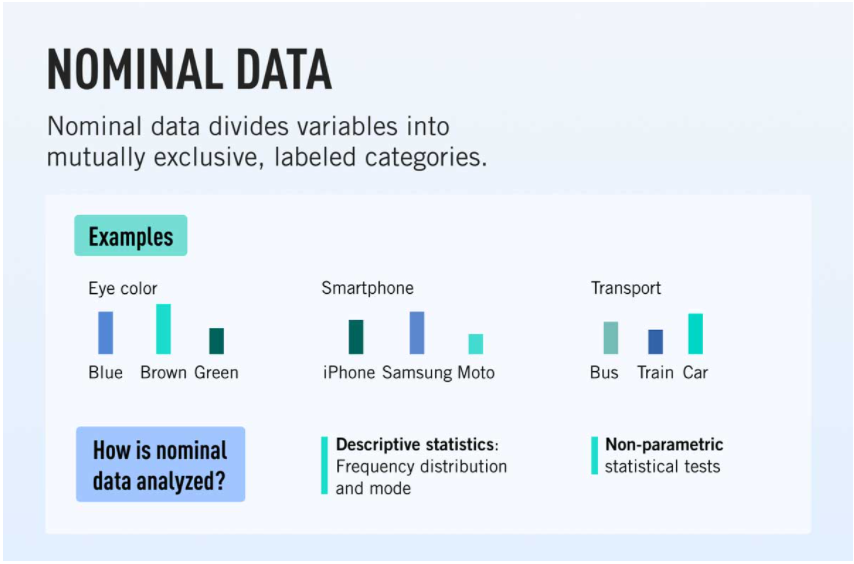 NOMINAL DATA
Nominal data divides variables into
mutually exclusive, labeled categories.
Examples
Eye color
Blue Brown Green
Smartphone
iPhone Samsung Moto
Transport
Bus Train Car
How is nominal
data analyzed?
Descriptive statistics:
Frequency distribution
and mode
Non-parametric
statistical tests